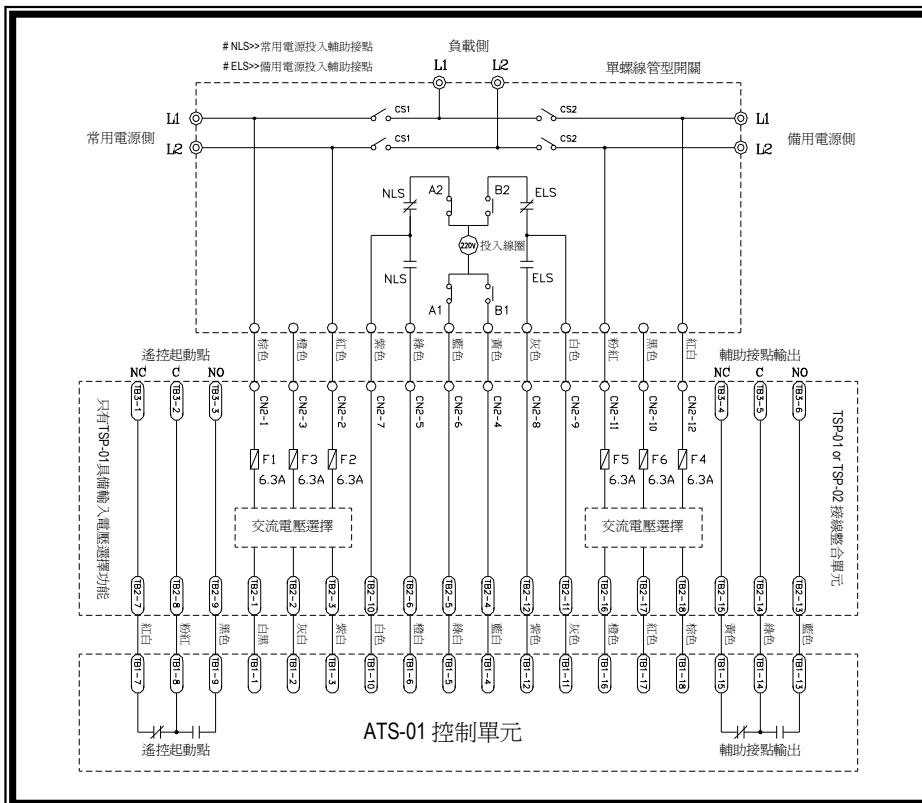 # NLS>>常用電源投入輔助接點
# ELS>>備用電源投入輔助接點
負載側
L1 L2
單螺線管型開關
L1 CS1 CS2 L1
常用電源側
備用電源側
L2 CS1 CS2 L2
NLS A2 B2 ELS
220V 投入線圈
NLS ELS
A1 B1
棕色 橙色 紅色 紫色 綠色 藍色 黃色 灰色 白色 粉紅 黑色 紅白
遙控起動點
輔助接點輸出
NC C NO
NC C NO
TB3-1 TB3-2 TB3-3
CN2-1 CN2-3 CN2-2 CN2-7 CN2-5 CN2-6 CN2-4 CN2-8 CN2-9 CN2-11 CN2-10 CN2-12
TB3-4 TB3-5 TB3-6
只有TSP-01具備輸入電壓選擇功能
TSP-01 or TSP-02 接線整合單元
F1 F3 F2 F5 F6 F4
6.3A 6.3A 6.3A 6.3A 6.3A 6.3A
交流電壓選擇 交流電壓選擇
TB2-7 TB2-8 TB2-9 TB2-1 TB2-2 TB2-3 TB2-10 TB2-6 TB2-5 TB2-4 TB2-12 TB2-11 TB2-16 TB2-17 TB2-18 TB2-15 TB2-14 TB2-13
紅白 粉紅 黑色 白黑 灰白 紫白 白色 橙白 綠白 藍白 紫色 灰色 橙色 紅色 棕色 黃色 綠色 藍色
TB1-7 TB1-8 TB1-9 TB1-1 TB1-2 TB1-3 TB1-10 TB1-6 TB1-5 TB1-4 TB1-12 TB1-11 TB1-16 TB1-17 TB1-18 TB1-15 TB1-14 TB1-13
ATS-01 控制單元
遙控起動點
輔助接點輸出